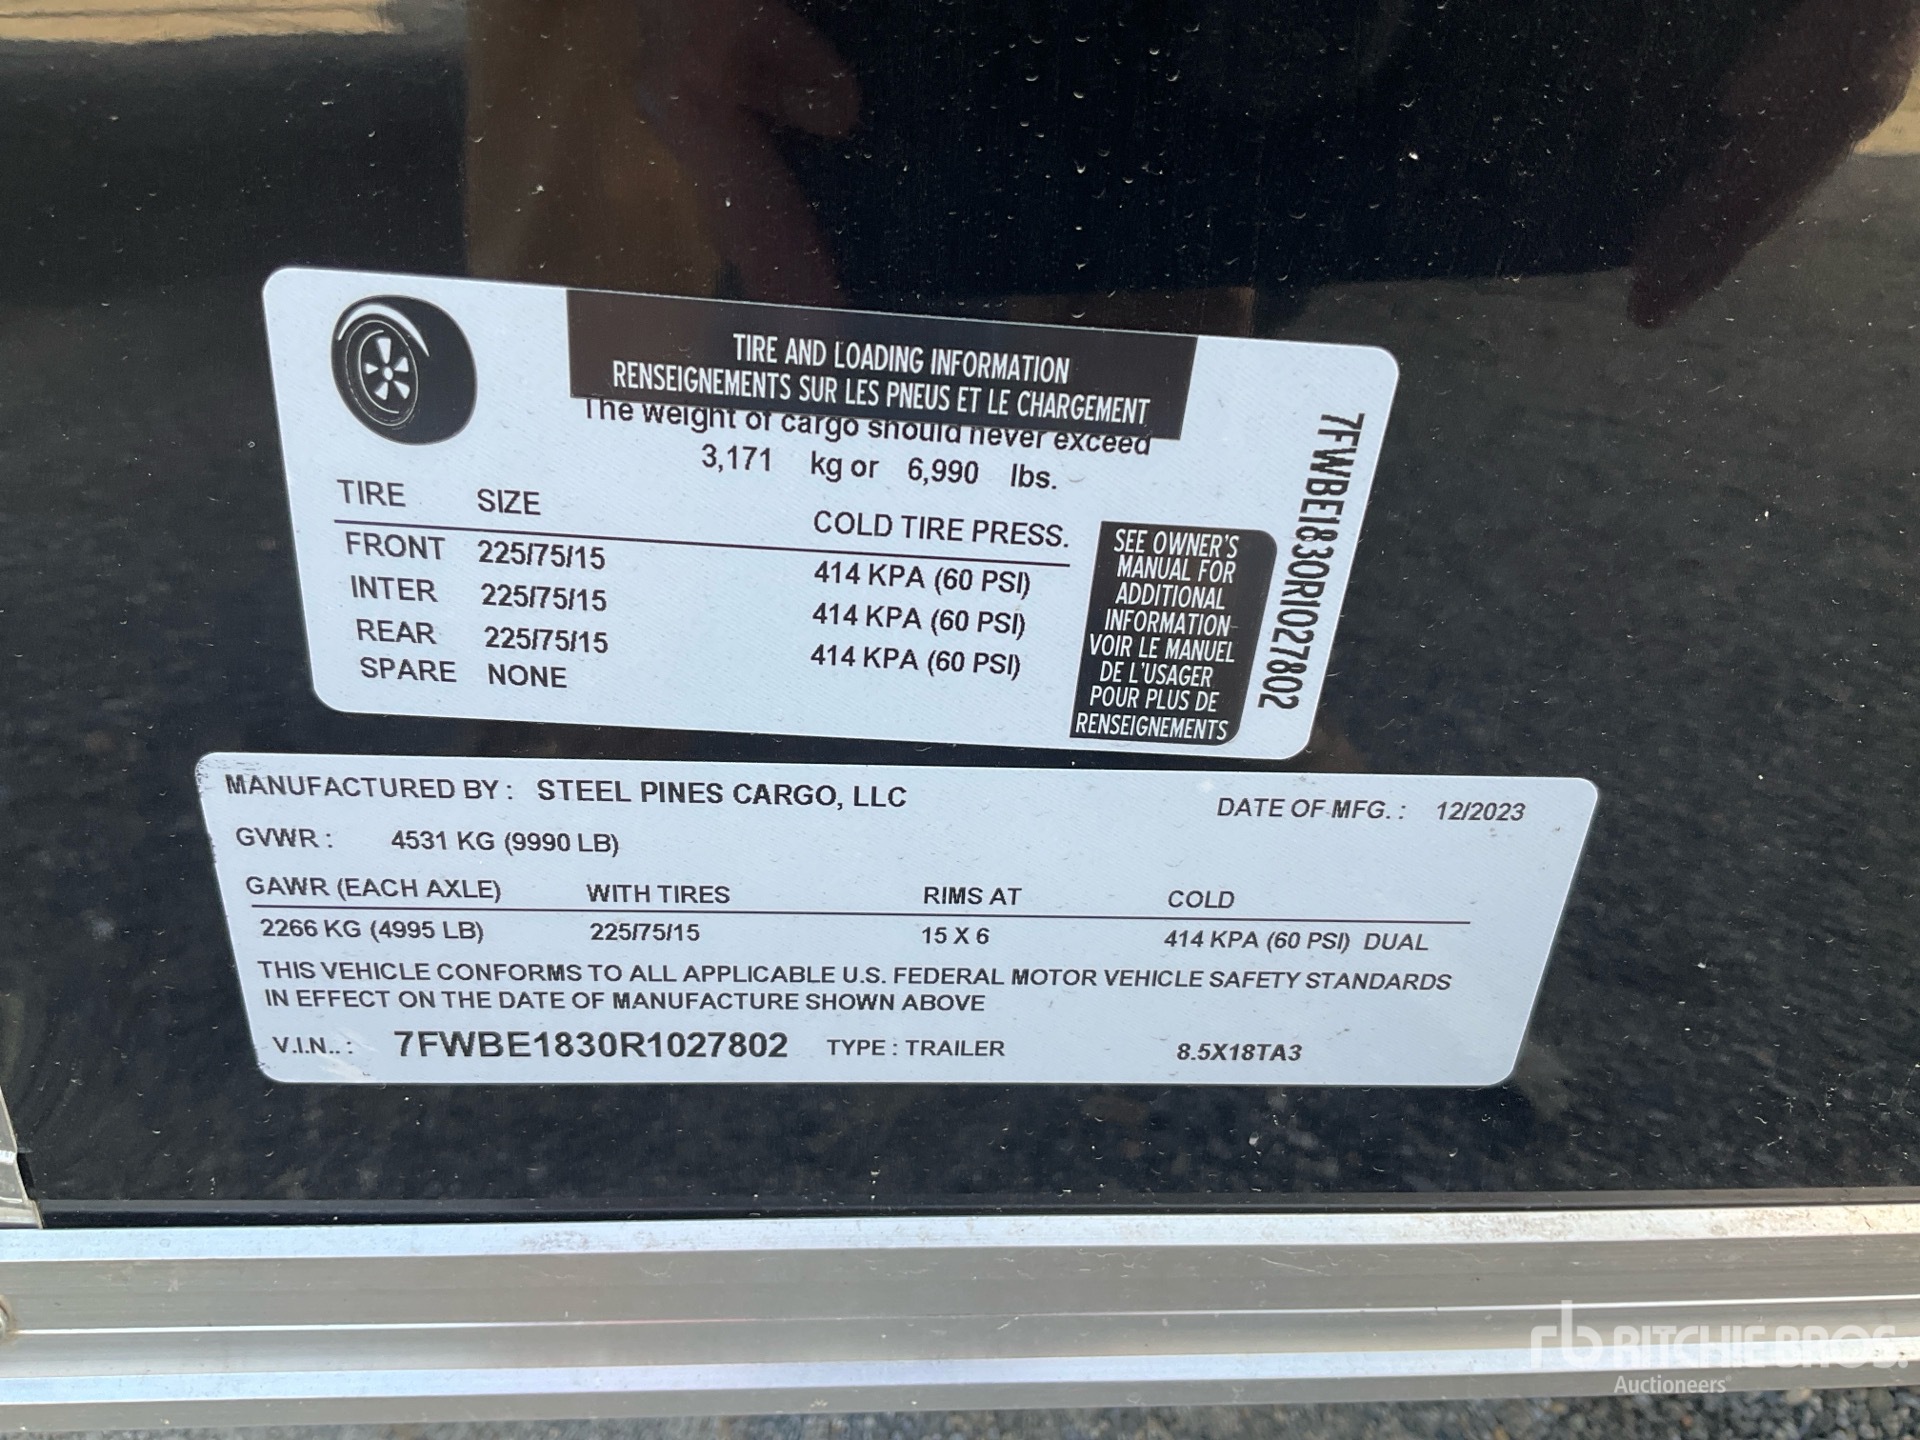 TIRE AND LOADING INFORMATION
RENSEIGNEMENTS SUR LES PNEUS ET LE CHARGEMENT
The weight of cargo should never exceed
3,171 kg or 6,990 lbs.
TIRE SIZE COLD TIRE PRESS.
FRONT 225/75/15 414 KPA (60 PSI)
INTER 225/75/15 414 KPA (60 PSI)
REAR 225/75/15 414 KPA (60 PSI)
SPARE NONE
SEE OWNER'S
MANUAL FOR
ADDITIONAL
INFORMATION
VOIR LE MANUEL
DE L'USAGER
POUR PLUS DE
RENSEIGNEMENTS
7FWBE1830R1027802
MANUFACTURED BY : STEEL PINES CARGO, LLC DATE OF MFG. : 12/2023
GVWR : 4531 KG (9990 LB)
GAWR (EACH AXLE) WITH TIRES RIMS AT COLD
2266 KG (4995 LB) 225/75/15 15 X 6 414 KPA (60 PSI) DUAL
THIS VEHICLE CONFORMS TO ALL APPLICABLE U.S. FEDERAL MOTOR VEHICLE SAFETY STANDARDS
IN EFFECT ON THE DATE OF MANUFACTURE SHOWN ABOVE
V.I.N.. : 7FWBE1830R1027802 TYPE : TRAILER 8.5X18TA3
rb RITCHIE BROS.
Auctioneers